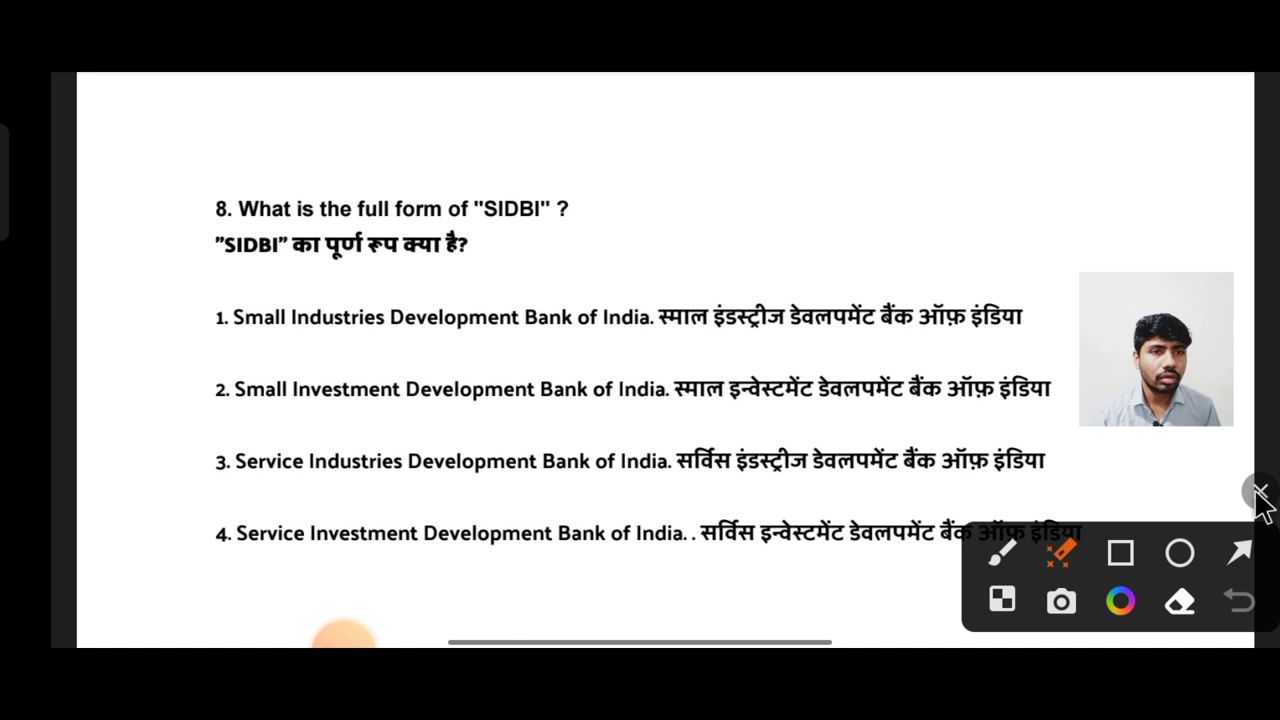 8. What is the full form of "SIDBI" ?
”SIDBI” का पूर्ण रूप क्या है?
1. Small Industries Development Bank of India. स्माल इंडस्ट्रीज डेवलपमेंट बैंक ऑफ़ इंडिया
2. Small Investment Development Bank of India. स्माल इन्वेस्टमेंट डेवलपमेंट बैंक ऑफ़ इंडिया
3. Service Industries Development Bank of India. सर्विस इंडस्ट्रीज डेवलपमेंट बैंक ऑफ़ इंडिया
4. Service Investment Development Bank of India. . सर्विस इन्वेस्टमेंट डेवलपमेंट बैंक ऑफ़ इंडिया